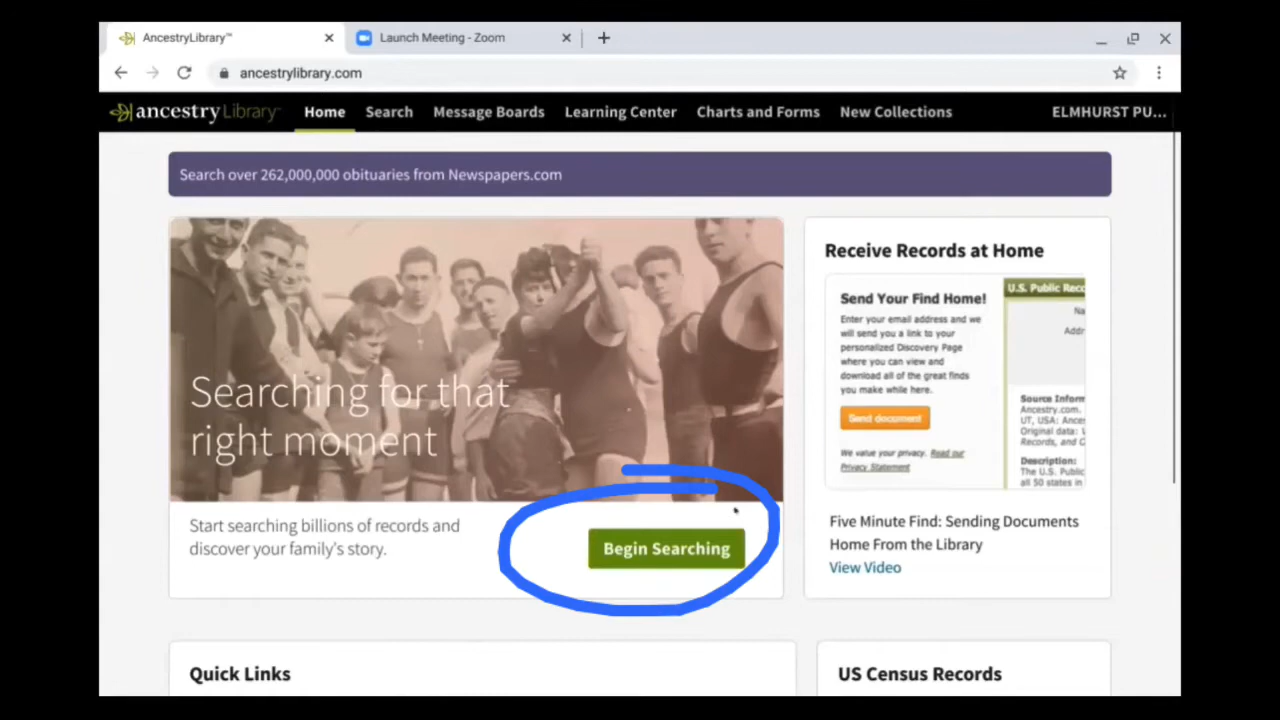 AncestryLibrary™
Launch Meeting - Zoom
ancestrylibrary.com
ancestryLibrary
Home
Search
Message Boards
Learning Center
Charts and Forms
New Collections
ELMHURST PU...
Search over 262,000,000 obituaries from Newspapers.com
Searching for that
right moment
Start searching billions of records and
discover your family's story.
Begin Searching
Receive Records at Home
Send Your Find Home!
Enter your email address and we
will send you a link to your
personalized Discovery Page
where you can view and
download all of the great finds
you make while here.
Send document
We value your privacy. Read our
Privacy Statement
U.S. Public Reco
Na
Addr
Source Inform
Ancestry.com.
UT, USA: Ances
Original data:
Records, and C
Description:
The U.S. Public
all 50 states in
Five Minute Find: Sending Documents
Home From the Library
View Video
Quick Links
US Census Records